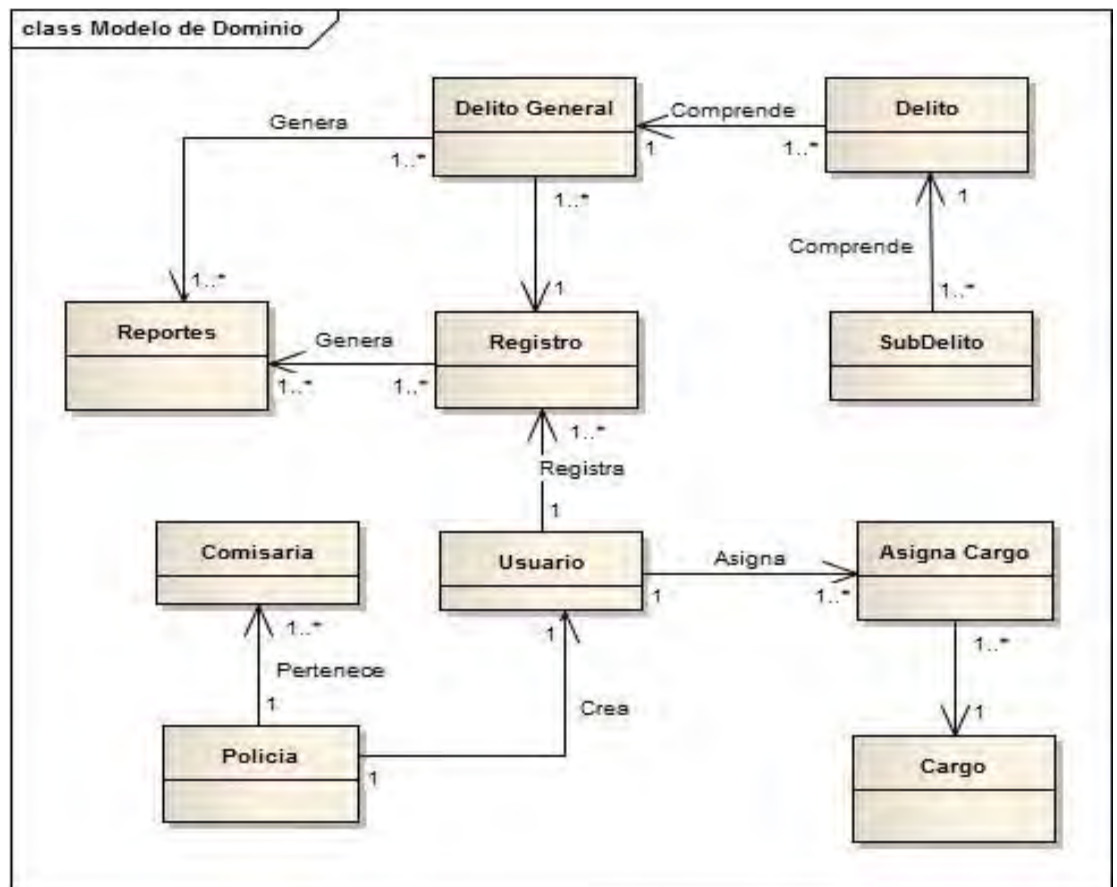 class Modelo de Dominio
Delito General
Comprende
Delito
Genera
1..*
1
1..*
1..*
1
Comprende
1..*
1..*
1
Reportes
Genera
Registro
SubDelito
1..*
1..*
1..*
Registra
1
Comisaria
Usuario
Asigna
Asigna Cargo
1
1..*
1..*
1
1..*
Pertenece
1
Crea
1
Policia
1
Cargo